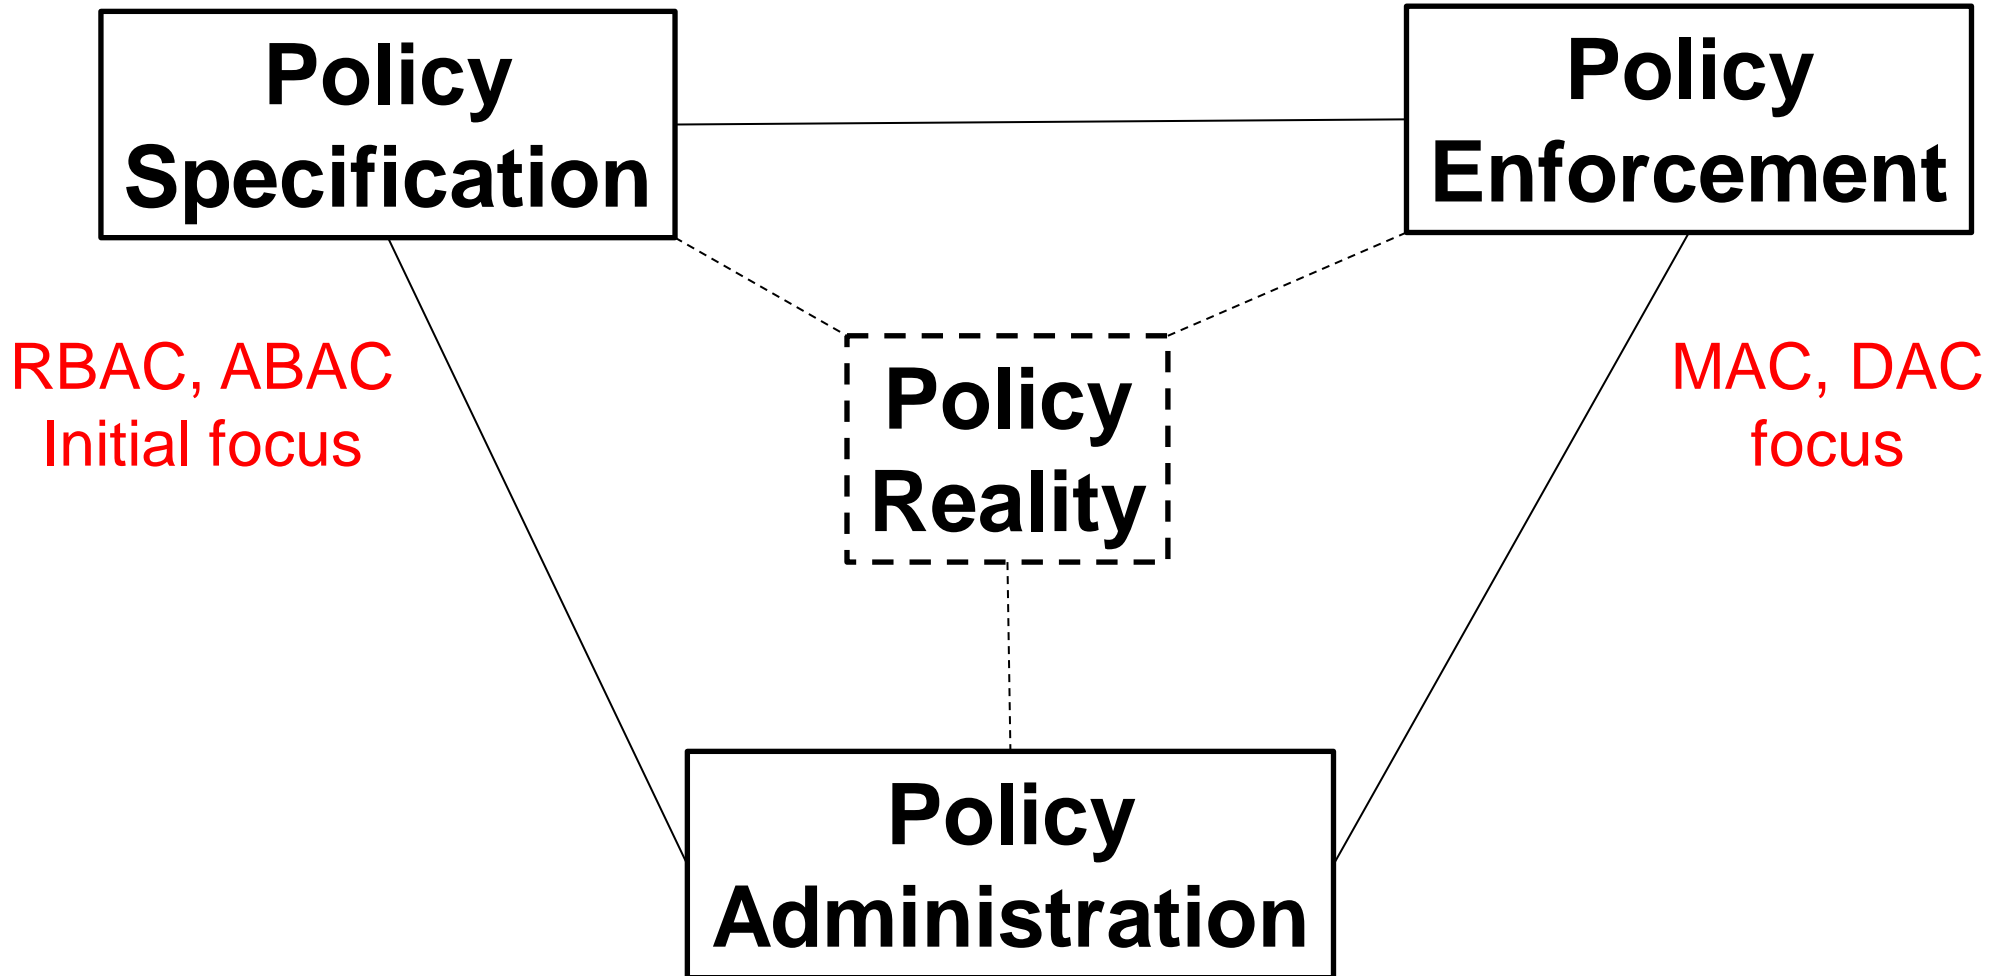 Policy
Specification
Policy
Enforcement
RBAC, ABAC
Initial focus
Policy
Reality
MAC, DAC
focus
Policy
Administration